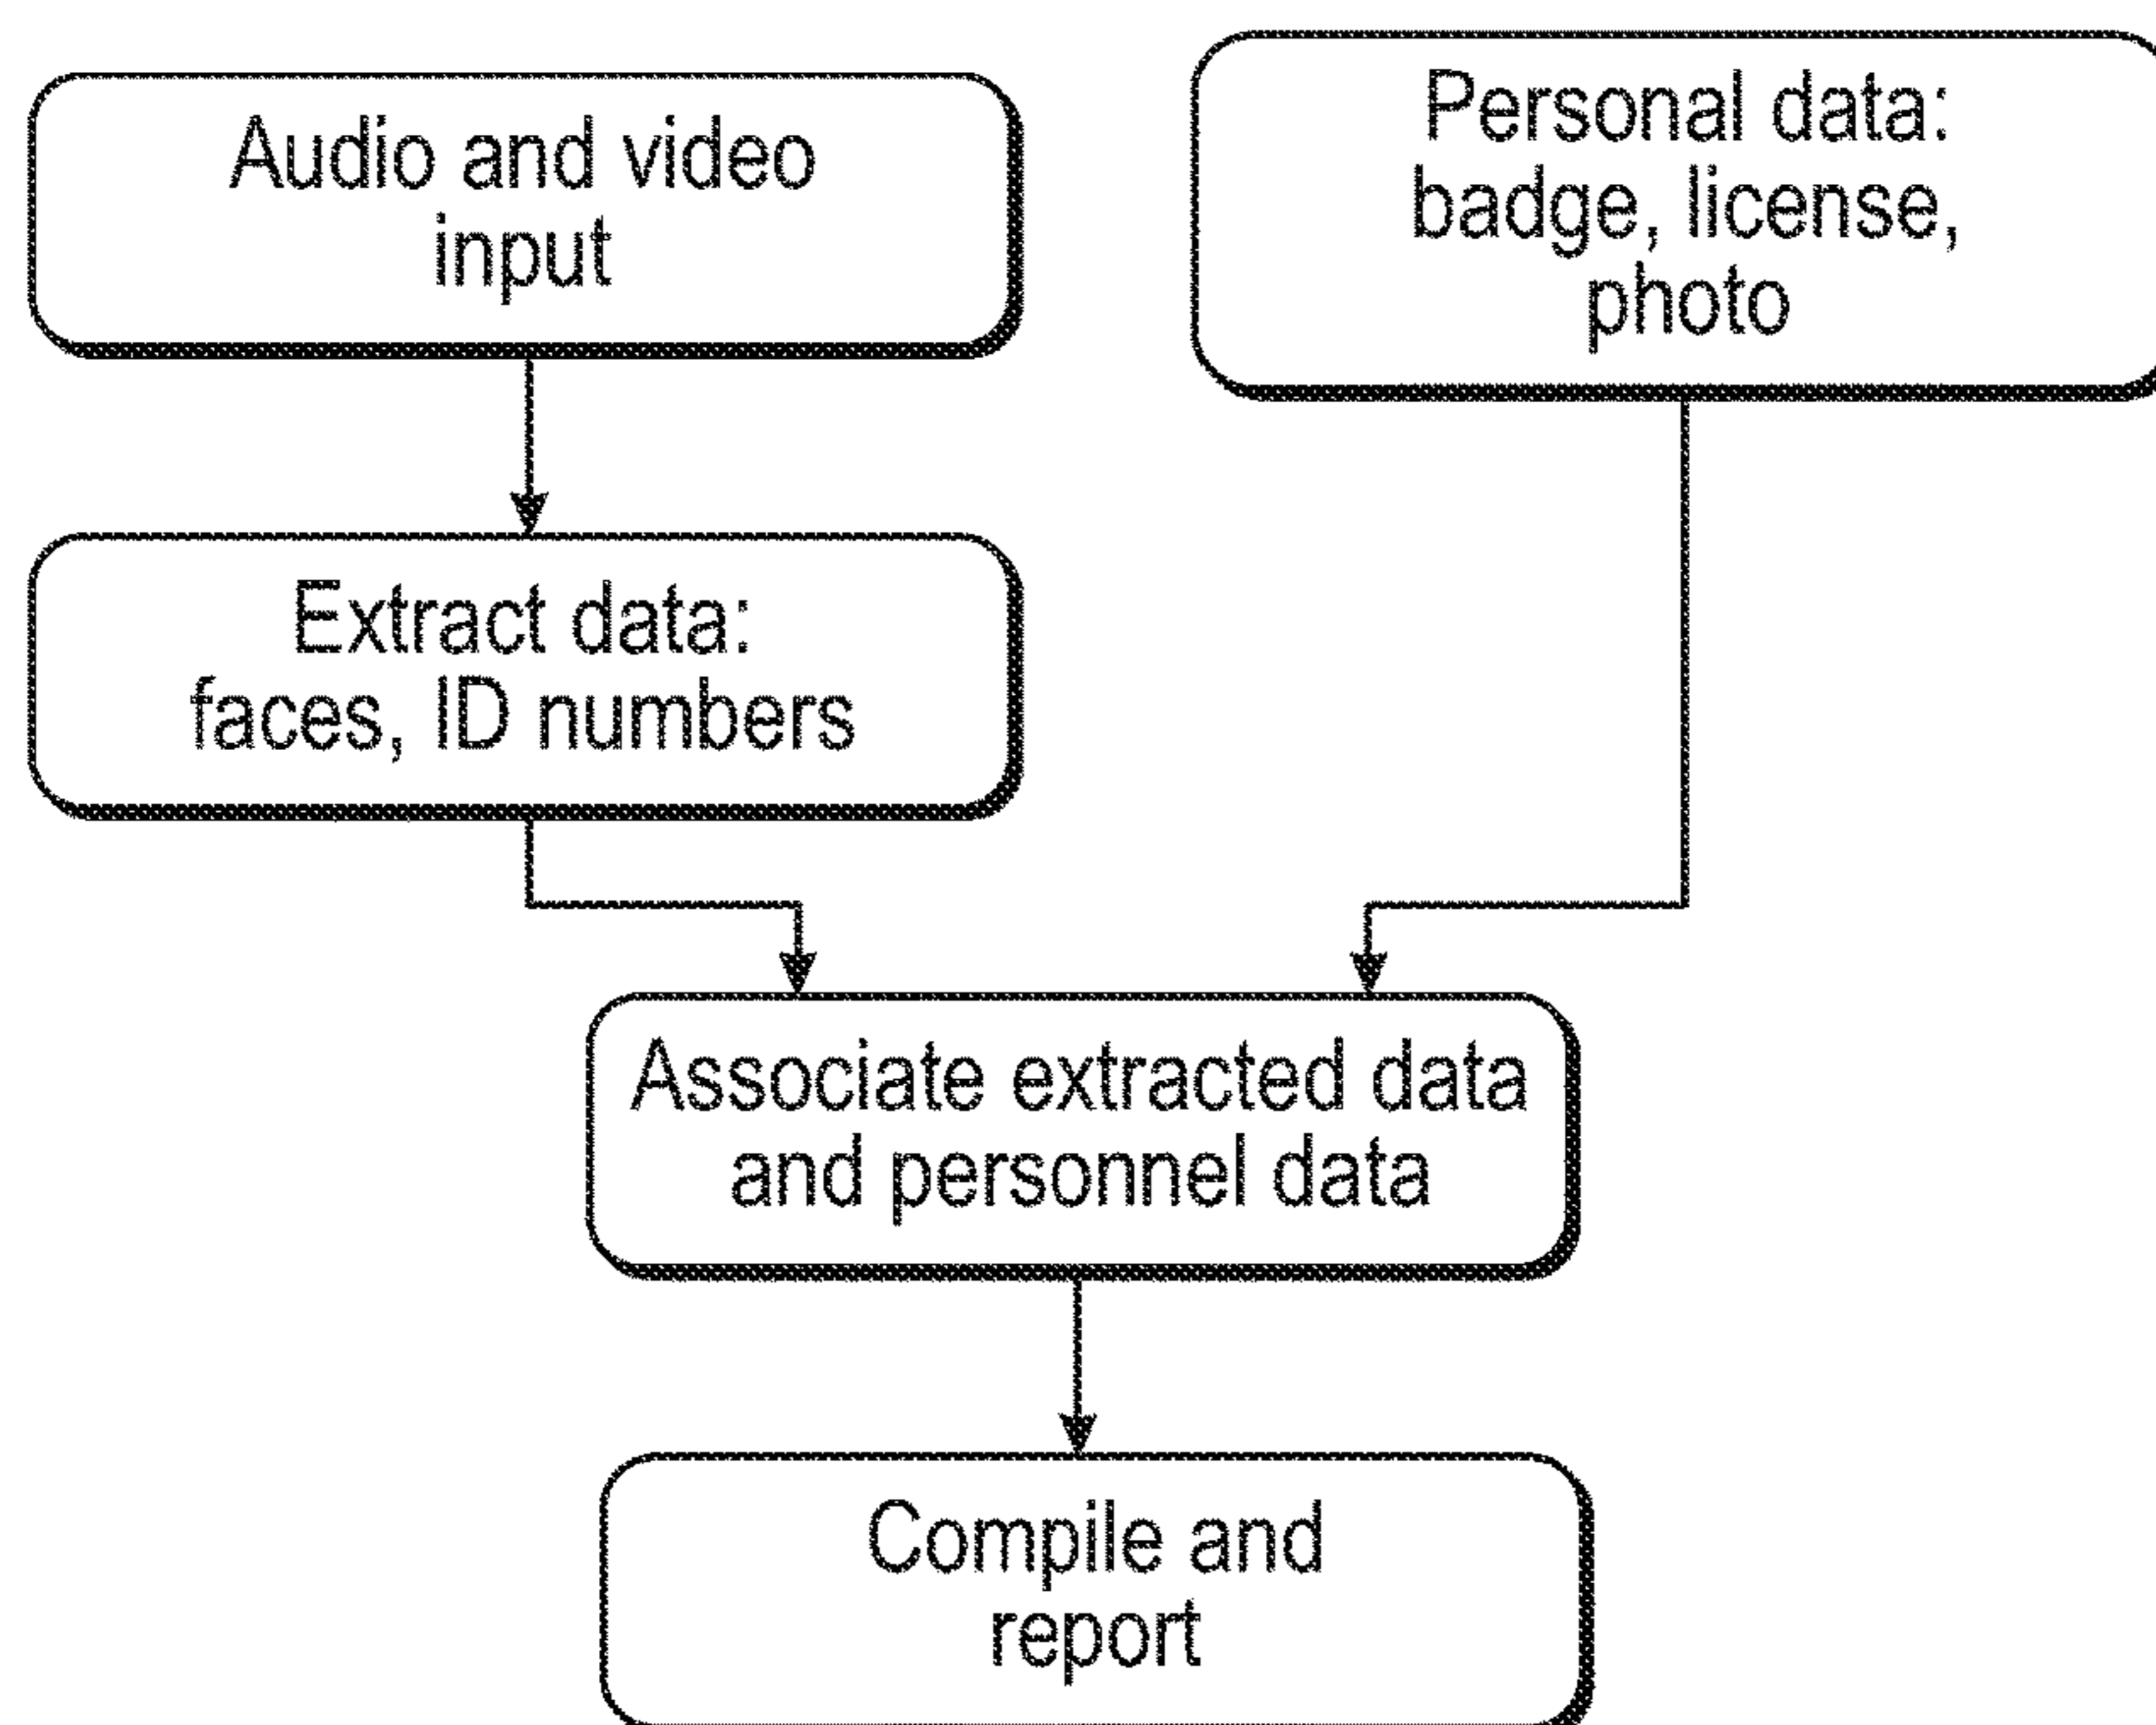 Audio and video
input
Personal data:
badge, license,
photo
Extract data:
faces, ID numbers
Associate extracted data
and personnel data
Compile and
report